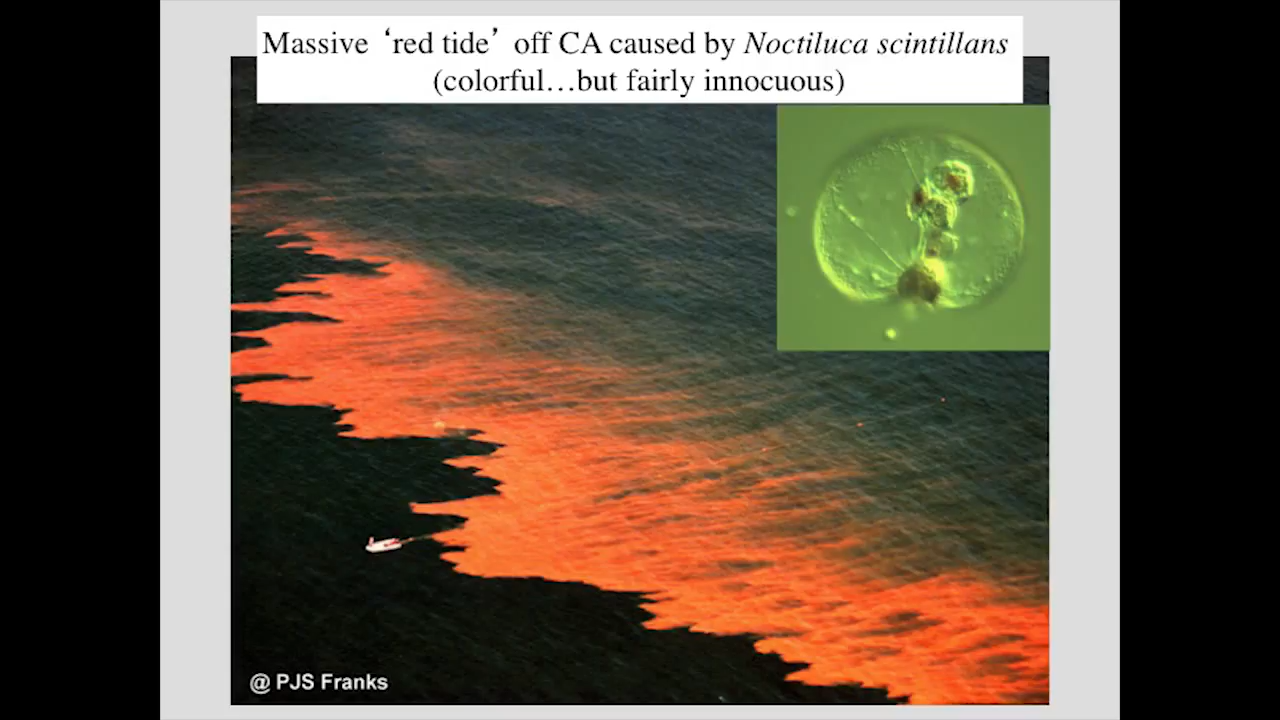 Massive ‘red tide’ off CA caused by Noctiluca scintillans
(colorful…but fairly innocuous)
@ PJS Franks